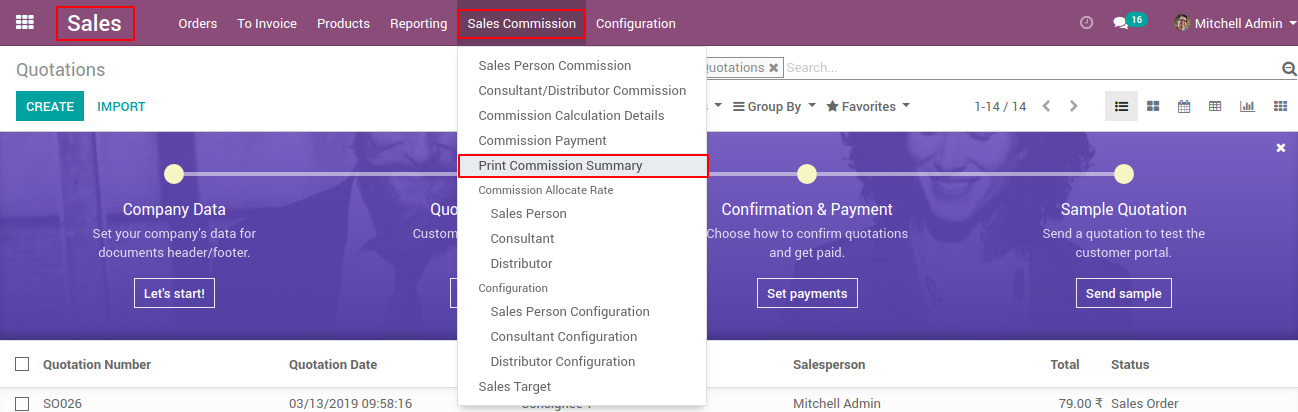 Sales Orders To Invoice Products Reporting Sales Commission Configuration 16 Mitchell Admin
Quotations
Quotations ✖ Search...
CREATE IMPORT
Group By Favorites 1-14 / 14
Sales Person Commission
Consultant/Distributor Commission
Commission Calculation Details
Commission Payment
Print Commission Summary
Commission Allocate Rate
Sales Person
Consultant
Distributor
Configuration
Sales Person Configuration
Consultant Configuration
Distributor Configuration
Sales Target
Company Data
Set your company's data for
documents header/footer.
Let's start!
Confirmation & Payment
Choose how to confirm quotations
and get paid.
Set payments
Sample Quotation
Send a quotation to test the
customer portal.
Send sample
Quotation Number Quotation Date Salesperson Total Status
SO026 03/13/2019 09:58:16 Mitchell Admin 79.00 ₹ Sales Order